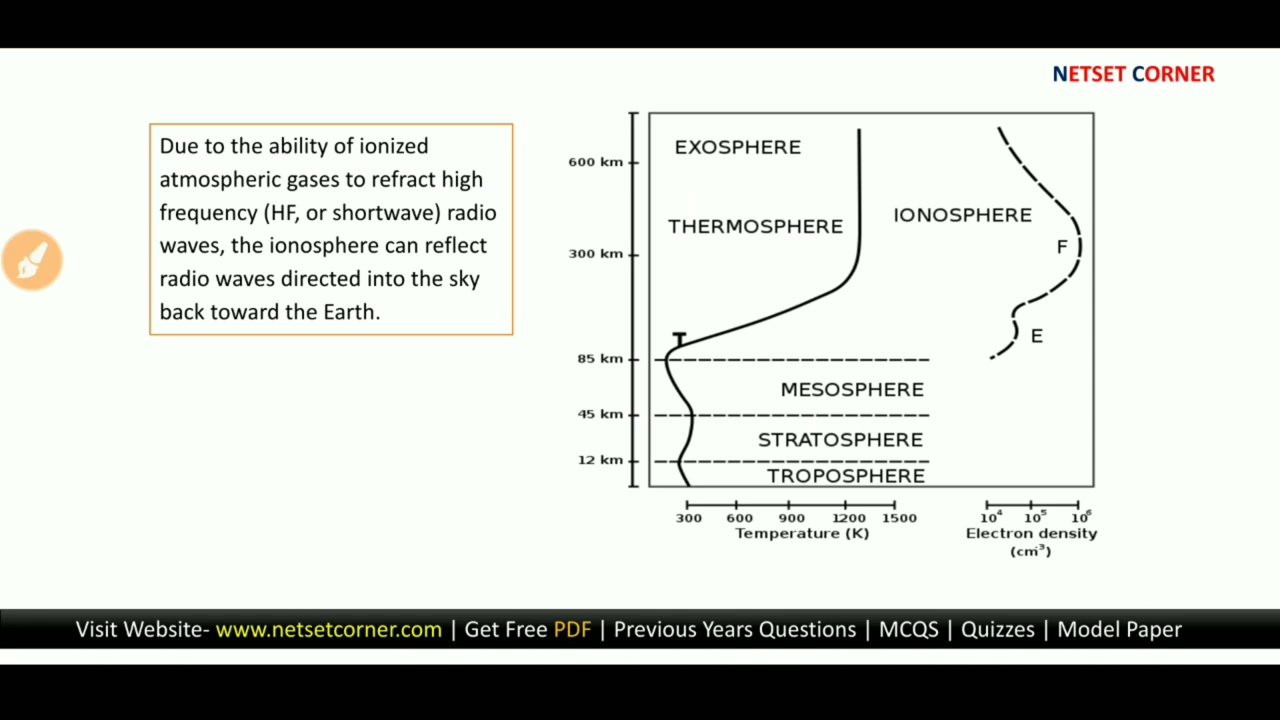 NETSET CORNER
Due to the ability of ionized
atmospheric gases to refract high
frequency (HF, or shortwave) radio
waves, the ionosphere can reflect
radio waves directed into the sky
back toward the Earth.
600 km
300 km
85 km
45 km
12 km
EXOSPHERE
THERMOSPHERE
IONOSPHERE
F
T
E
MESOSPHERE
STRATOSPHERE
TROPOSPHERE
300 600 900 1200 1500
Temperature (K)
10⁴ 10⁵ 10⁶
Electron density
(cm³)
Visit Website- www.netsetcorner.com | Get Free PDF | Previous Years Questions | MCQS | Quizzes | Model Paper